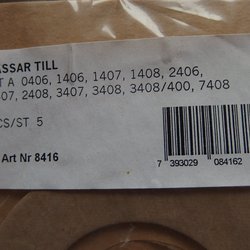 ASSAR TILL
T A 0406, 1406, 1407, 1408, 2406,
07, 2408, 3407, 3408, 3408/400, 7408
CS/ST 5
Art Nr 8416
7 393029 084162